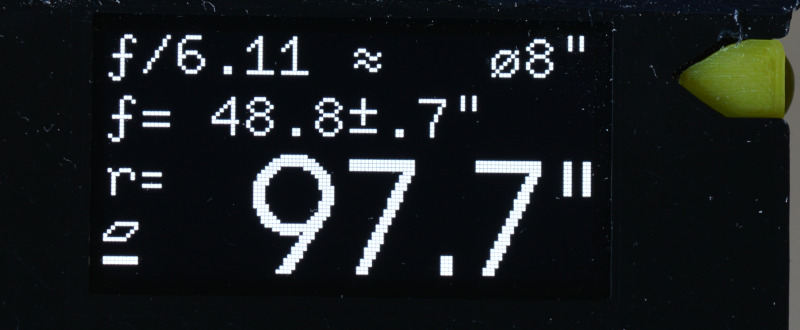 ƒ/6.11 ≈ ø8"
ƒ= 48.8±.7"
r= 97.7"